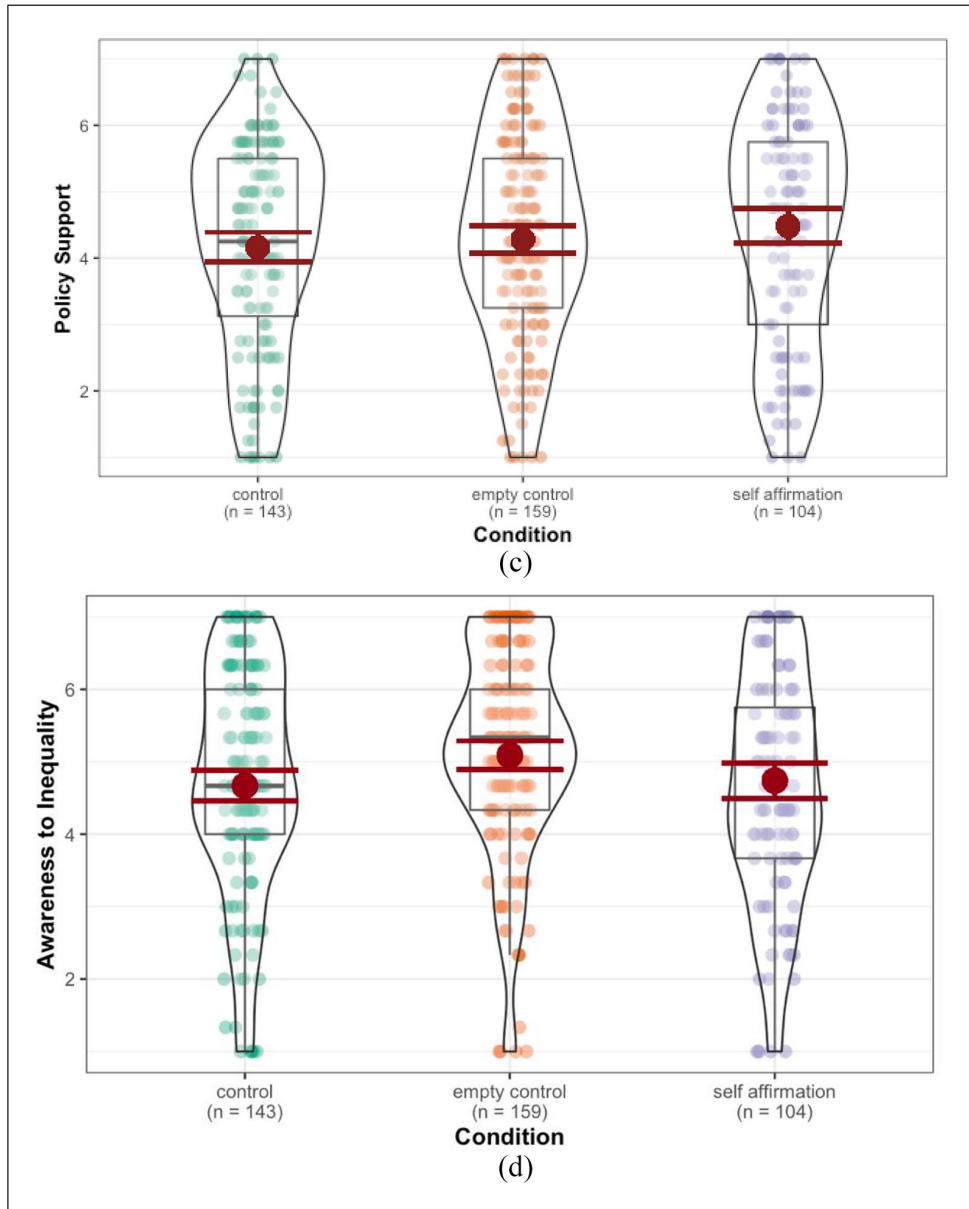 Policy Support
6
4
2
control
(n = 143)
empty control
(n = 159)
self affirmation
(n = 104)
Condition
(c)
Awareness to Inequality
6
4
2
control
(n = 143)
empty control
(n = 159)
self affirmation
(n = 104)
Condition
(d)